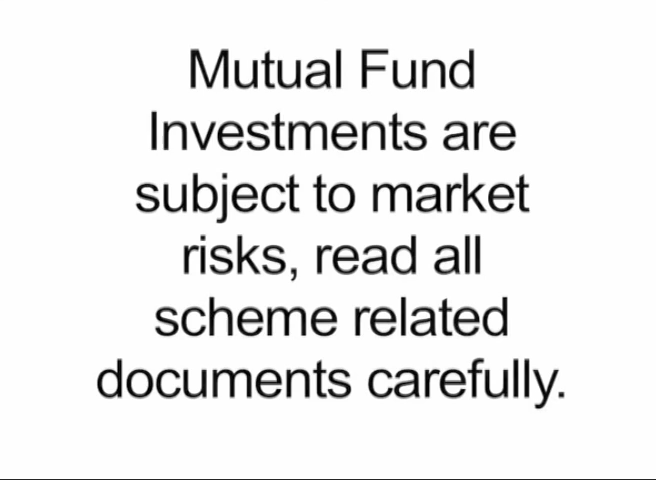 Mutual Fund
Investments are
subject to market
risks, read all
scheme related
documents carefully.